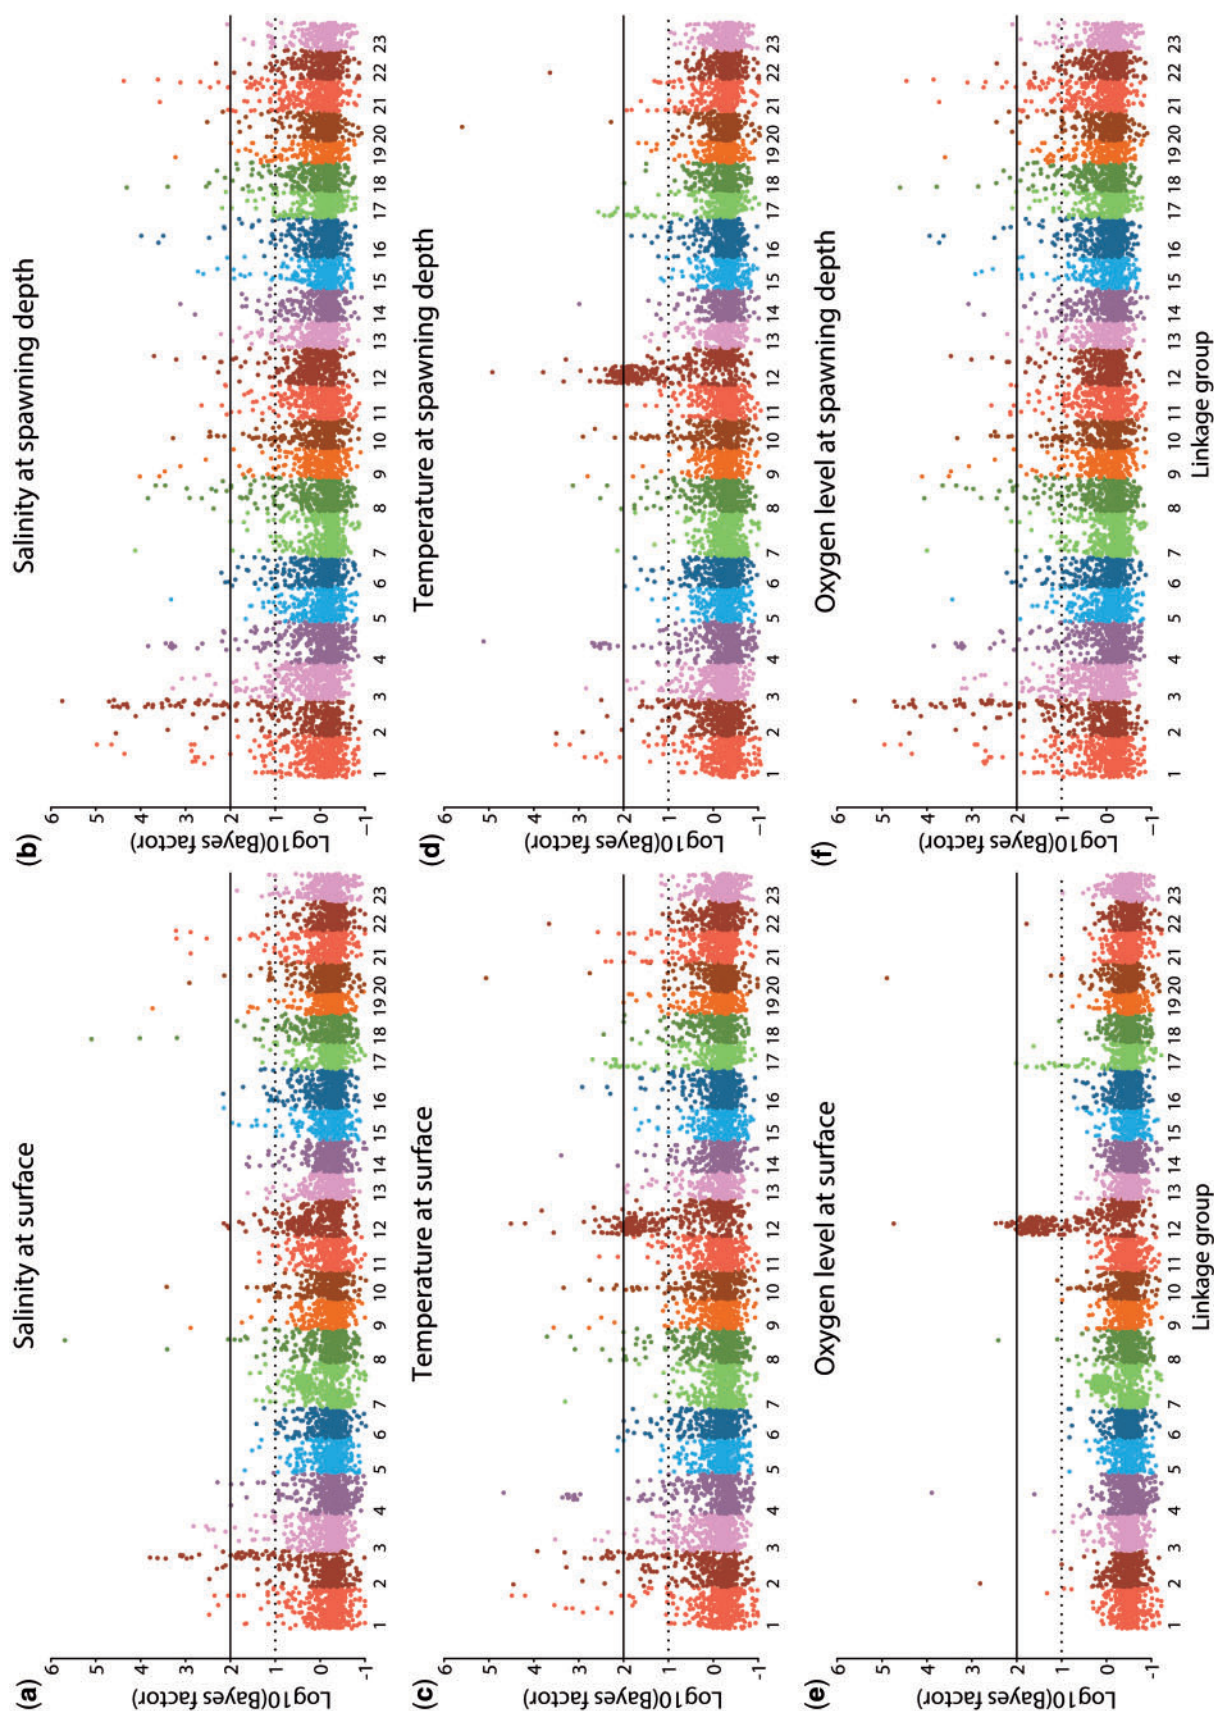 (a)
Salinity at surface
Log10(Bayes factor)
6
5
4
3
2
1
0
−1
1 2 3 4 5 6 7 8 9 10 11 12 13 14 15 16 17 18 19 20 21 22 23
(b)
Salinity at spawning depth
Log10(Bayes factor)
6
5
4
3
2
1
0
−1
1 2 3 4 5 6 7 8 9 10 11 12 13 14 15 16 17 18 19 20 21 22 23
(c)
Temperature at surface
Log10(Bayes factor)
6
5
4
3
2
1
0
−1
1 2 3 4 5 6 7 8 9 10 11 12 13 14 15 16 17 18 19 20 21 22 23
(d)
Temperature at spawning depth
Log10(Bayes factor)
6
5
4
3
2
1
0
−1
1 2 3 4 5 6 7 8 9 10 11 12 13 14 15 16 17 18 19 20 21 22 23
(e)
Oxygen level at surface
Log10(Bayes factor)
6
5
4
3
2
1
0
−1
1 2 3 4 5 6 7 8 9 10 11 12 13 14 15 16 17 18 19 20 21 22 23
Linkage group
(f)
Oxygen level at spawning depth
Log10(Bayes factor)
6
5
4
3
2
1
0
−1
1 2 3 4 5 6 7 8 9 10 11 12 13 14 15 16 17 18 19 20 21 22 23
Linkage group